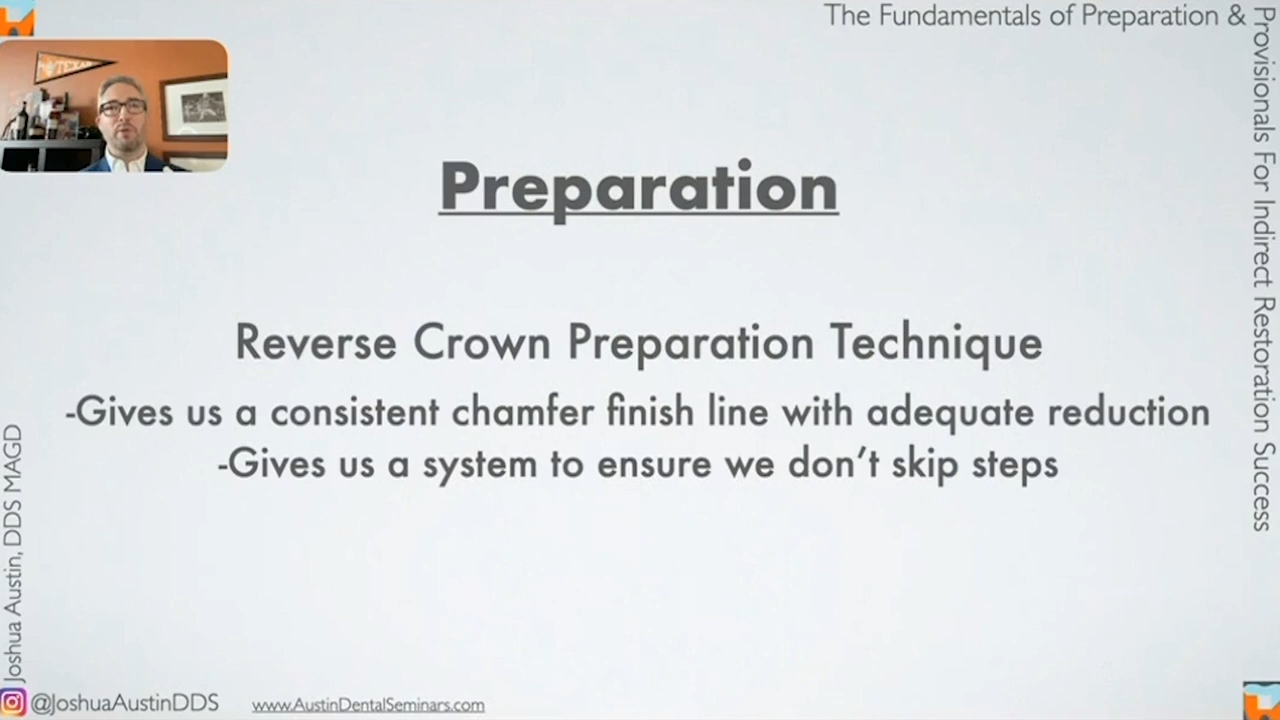 The Fundamentals of Preparation &
Provisionals For Indirect Restoration Success
TEXAS
Preparation
Reverse Crown Preparation Technique
-Gives us a consistent chamfer finish line with adequate reduction
-Gives us a system to ensure we don’t skip steps
Joshua Austin, DDS MAGD
@JoshuaAustinDDS
www.AustinDentalSeminars.com